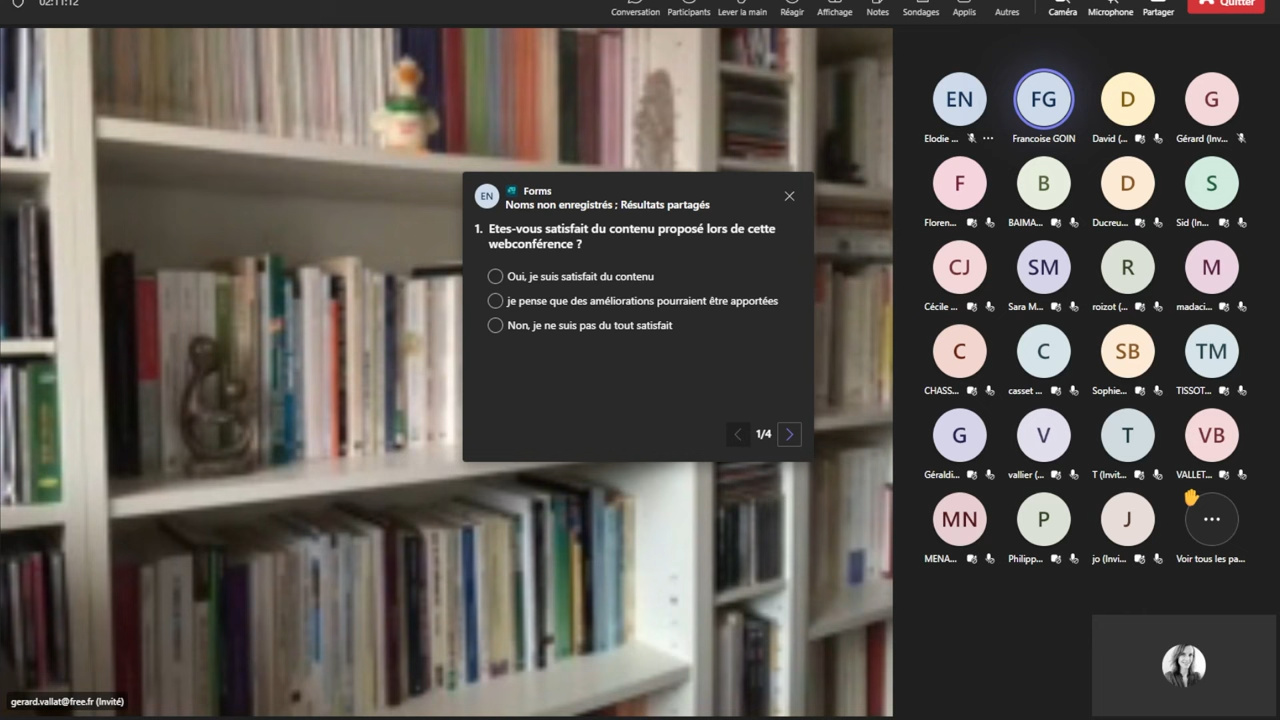 02:11:12
Conversation Participants Lever la main Réagir Affichage Notes Sondages Applis Autres Caméra Microphone Partager Quitter
EN FG D G
Elodie ... Francoise GOIN David (... Gérard (Inv...
F B D S
Floren... BAIMA... Ducreu... Sid (In...
CJ SM R M
Cécile ... Sara M... roizot (... madaci...
C C SB TM
CHASS... casset ... Sophie... TISSOT...
G V T VB
Géraldi... vallier (... T (Invit... VALLET...
MN P J ...
MENA... Philipp... jo (Invi... Voir tous les pa...
EN Forms
Noms non enregistrés ; Résultats partagés
1. Etes-vous satisfait du contenu proposé lors de cette
webconférence ?
Oui, je suis satisfait du contenu
je pense que des améliorations pourraient être apportées
Non, je ne suis pas du tout satisfait
1/4
gerard.vallat@free.fr (Invité)